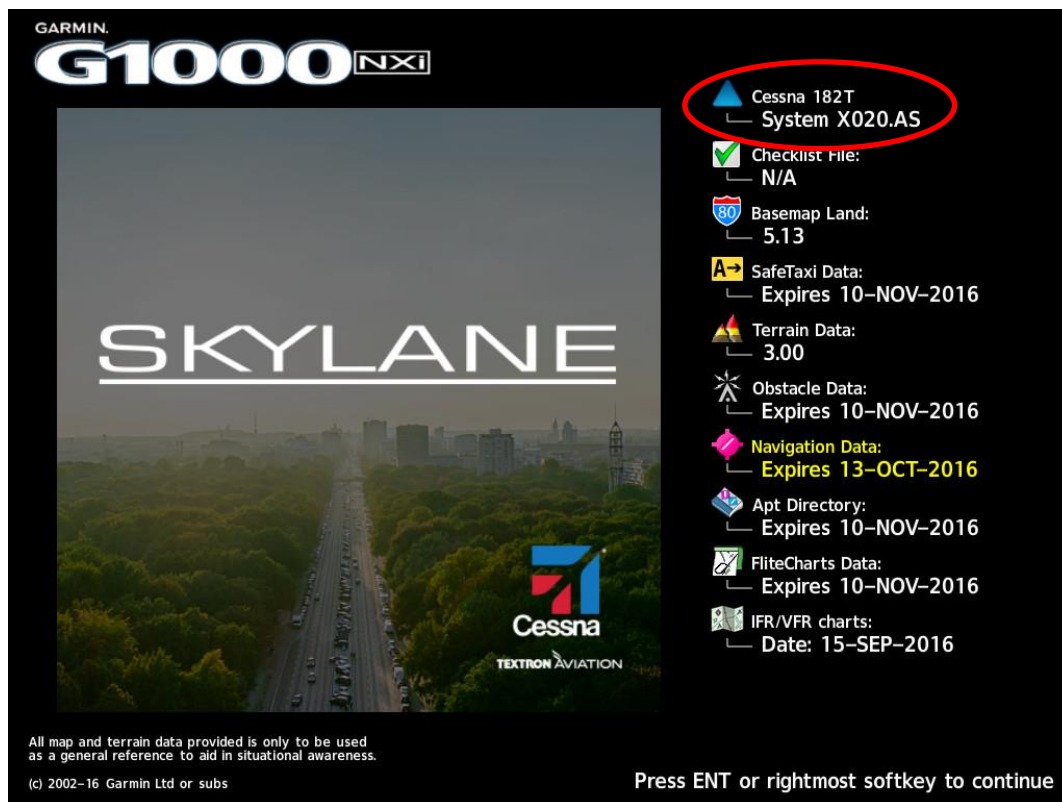 GARMIN.
G1000 NXi
Cessna 182T
System X020.AS
Checklist File:
N/A
80
Basemap Land:
5.13
A→
SafeTaxi Data:
Expires 10-NOV-2016
Terrain Data:
3.00
Obstacle Data:
Expires 10-NOV-2016
Navigation Data:
Expires 13-OCT-2016
Apt Directory:
Expires 10-NOV-2016
FliteCharts Data:
Expires 10-NOV-2016
IFR/VFR charts:
Date: 15-SEP-2016
SKYLANE
Cessna
TEXTRON AVIATION
All map and terrain data provided is only to be used
as a general reference to aid in situational awareness.
(c) 2002-16 Garmin Ltd or subs
Press ENT or rightmost softkey to continue